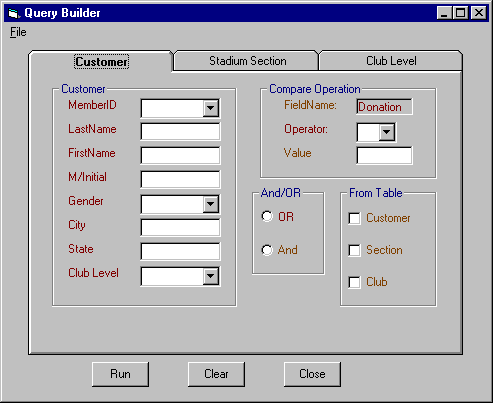 Query Builder
File
Customer
Stadium Section
Club Level
Customer
MemberID
LastName
FirstName
M/Initial
Gender
City
State
Club Level
Compare Operation
FieldName: Donation
Operator:
Value
And/OR
OR
And
From Table
Customer
Section
Club
Run
Clear
Close